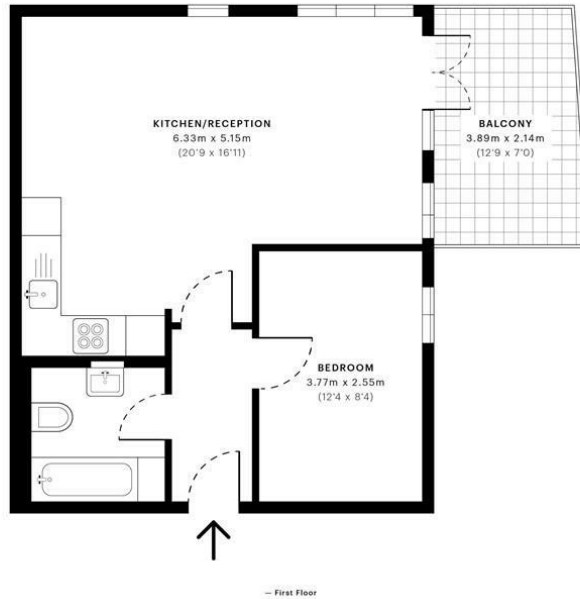 KITCHEN/RECEPTION
6.33m x 5.15m
(20'9 x 16'11)
BALCONY
3.89m x 2.14m
(12'9 x 7'0)
BEDROOM
3.77m x 2.55m
(12'4 x 8'4)
— First Floor